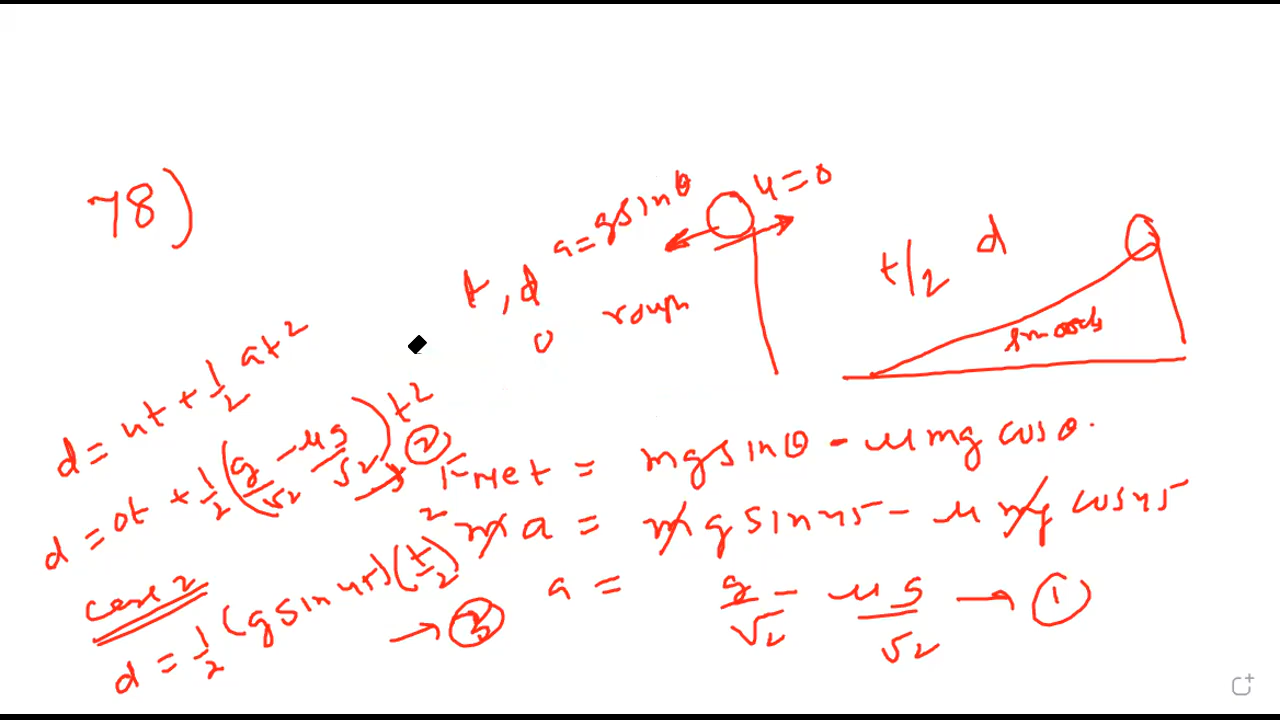 78)
a = g sin θ
u = 0
t, d
0
rough
t/2
d
smooth
d = ut + 1/2 at²
d = 0t + 1/2 (g/√2 - μg/√2) t² → ②
Fnet = mg sin θ - μ mg cos θ.
ma = mg sin 45 - μ mg cos 45
a = g/√2 - μg/√2 → ①
case 2
d = 1/2 (g sin 45) (t/2)² → ③